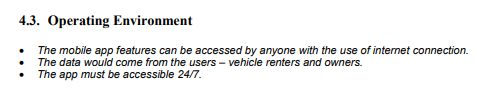 4.3. Operating Environment
• The mobile app features can be accessed by anyone with the use of internet connection.
• The data would come from the users – vehicle renters and owners.
• The app must be accessible 24/7.